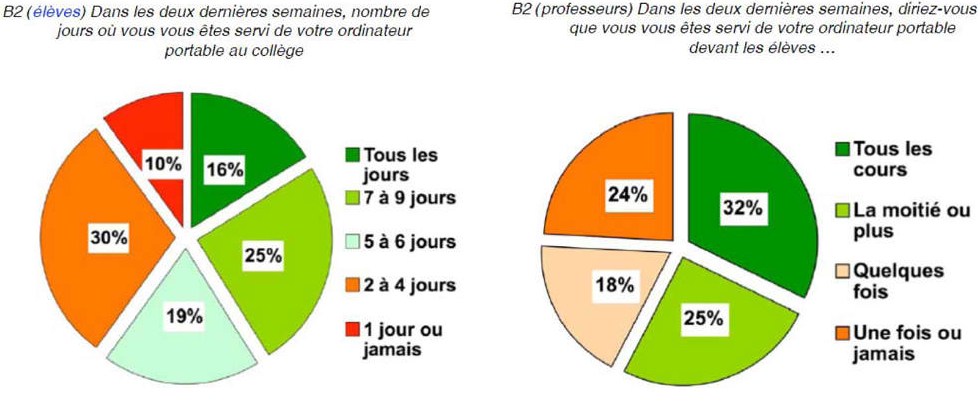 B2 (élèves) Dans les deux dernières semaines, nombre de
jours où vous vous êtes servi de votre ordinateur
portable au collège
10%
16%
30%
25%
19%
Tous les
jours
7 à 9 jours
5 à 6 jours
2 à 4 jours
1 jour ou
jamais
B2 (professeurs) Dans les deux dernières semaines, diriez-vous
que vous vous êtes servi de votre ordinateur portable
devant les élèves …
24%
32%
18%
25%
Tous les
cours
La moitié ou
plus
Quelques
fois
Une fois ou
jamais